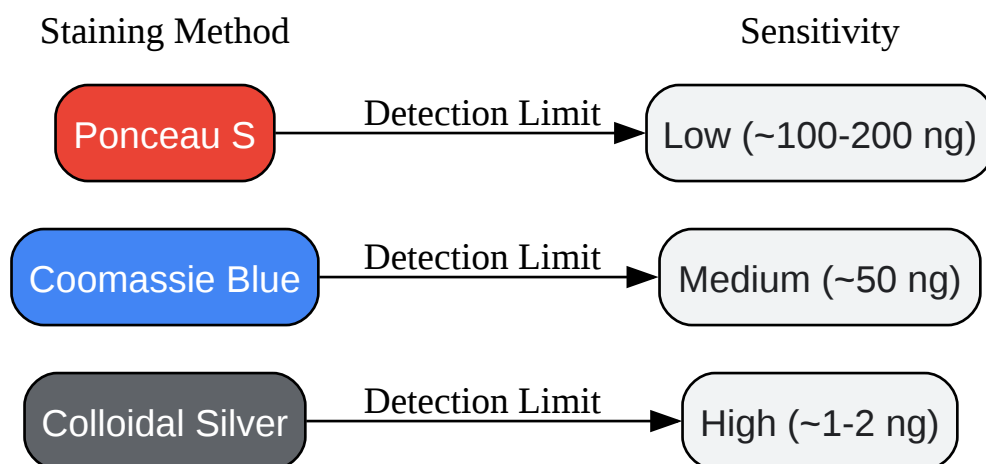 Staining Method
Sensitivity
Ponceau S
Detection Limit
Low (~100-200 ng)
Coomassie Blue
Detection Limit
Medium (~50 ng)
Colloidal Silver
Detection Limit
High (~1-2 ng)